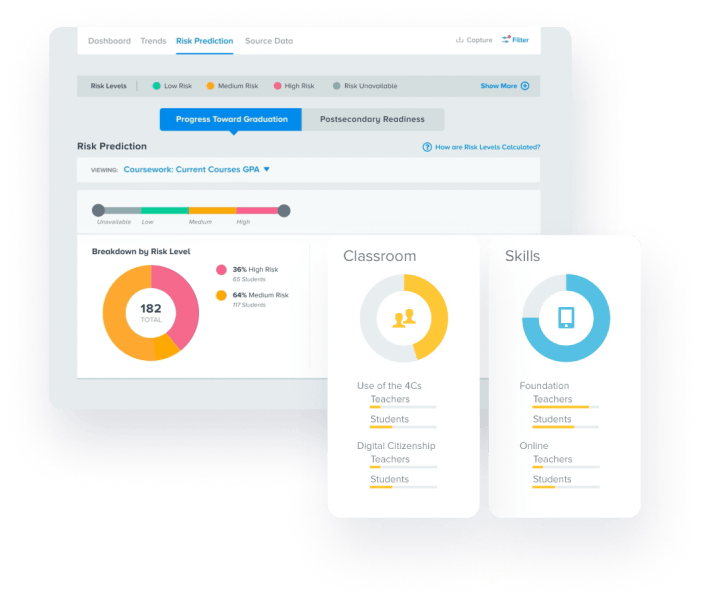 Dashboard Trends Risk Prediction Source Data Capture Filter
Risk Levels Low Risk Medium Risk High Risk Risk Unavailable Show More
Progress Toward Graduation Postsecondary Readiness
Risk Prediction
How are Risk Levels Calculated?
VIEWING: Coursework: Current Courses GPA
Unavailable Low Medium High
Breakdown by Risk Level
182
TOTAL
36% High Risk
65 Students
64% Medium Risk
117 Students
Classroom
Use of the 4Cs
Teachers
Students
Digital Citizenship
Teachers
Students
Skills
Foundation
Teachers
Students
Online
Teachers
Students